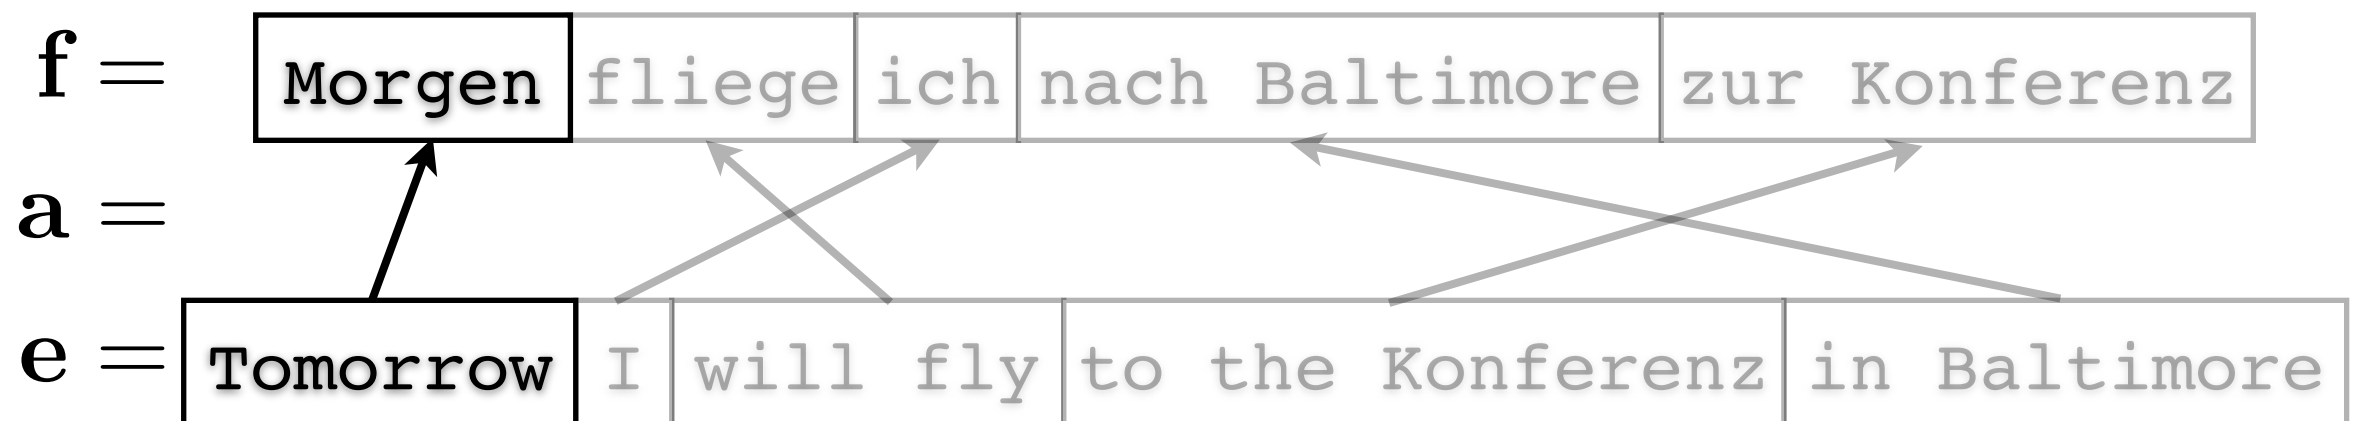 f = Morgen fliege ich nach Baltimore zur Konferenz
a =
e = Tomorrow I will fly to the Konferenz in Baltimore